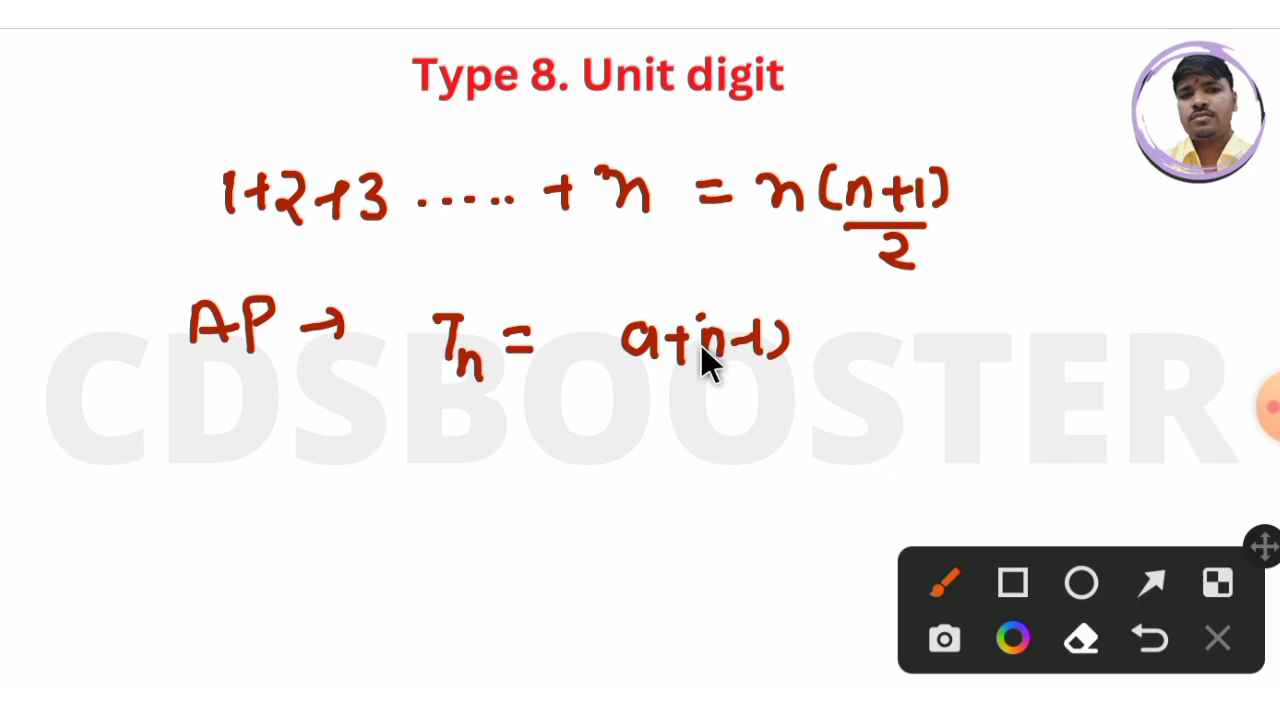 Type 8. Unit digit
1+2+3 ..... + n = n(n+1)
2
AP → Tn = a+n-1)
CDSBOOSTER